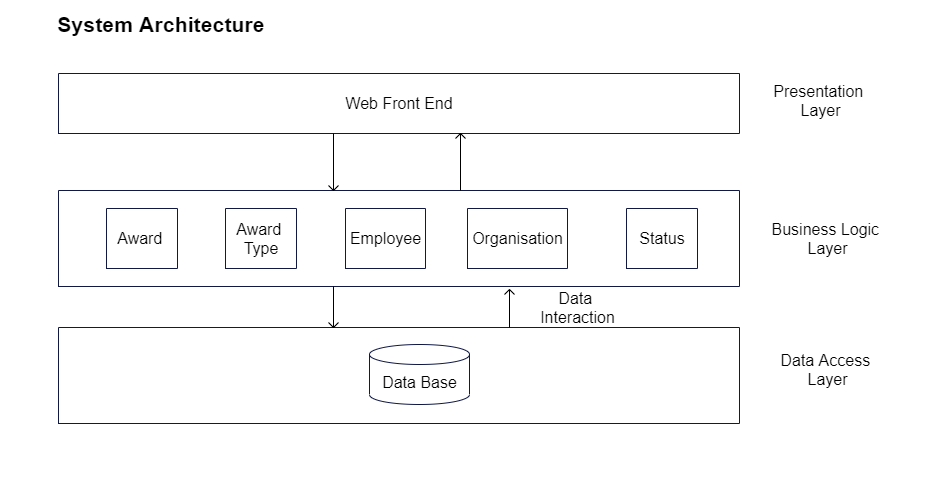 System Architecture
Web Front End
Presentation
Layer
Award
Award
Type
Employee
Organisation
Status
Business Logic
Layer
Data
Interaction
Data Base
Data Access
Layer